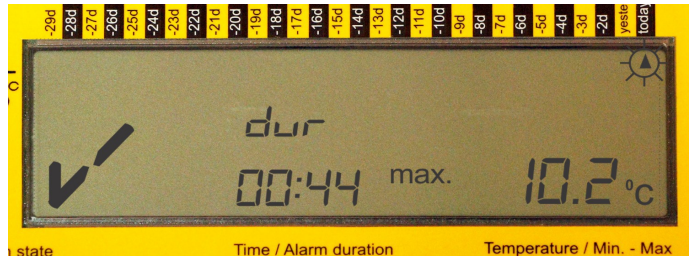 -29d -28d -27d -26d -25d -24d -23d -22d -21d -20d -19d -18d -17d -16d -15d -14d -13d -12d -11d -10d -9d -8d -7d -6d -5d -4d -3d -2d yeste today
dur
00:44 max. 10.2 °C
state Time / Alarm duration Temperature / Min. - Max